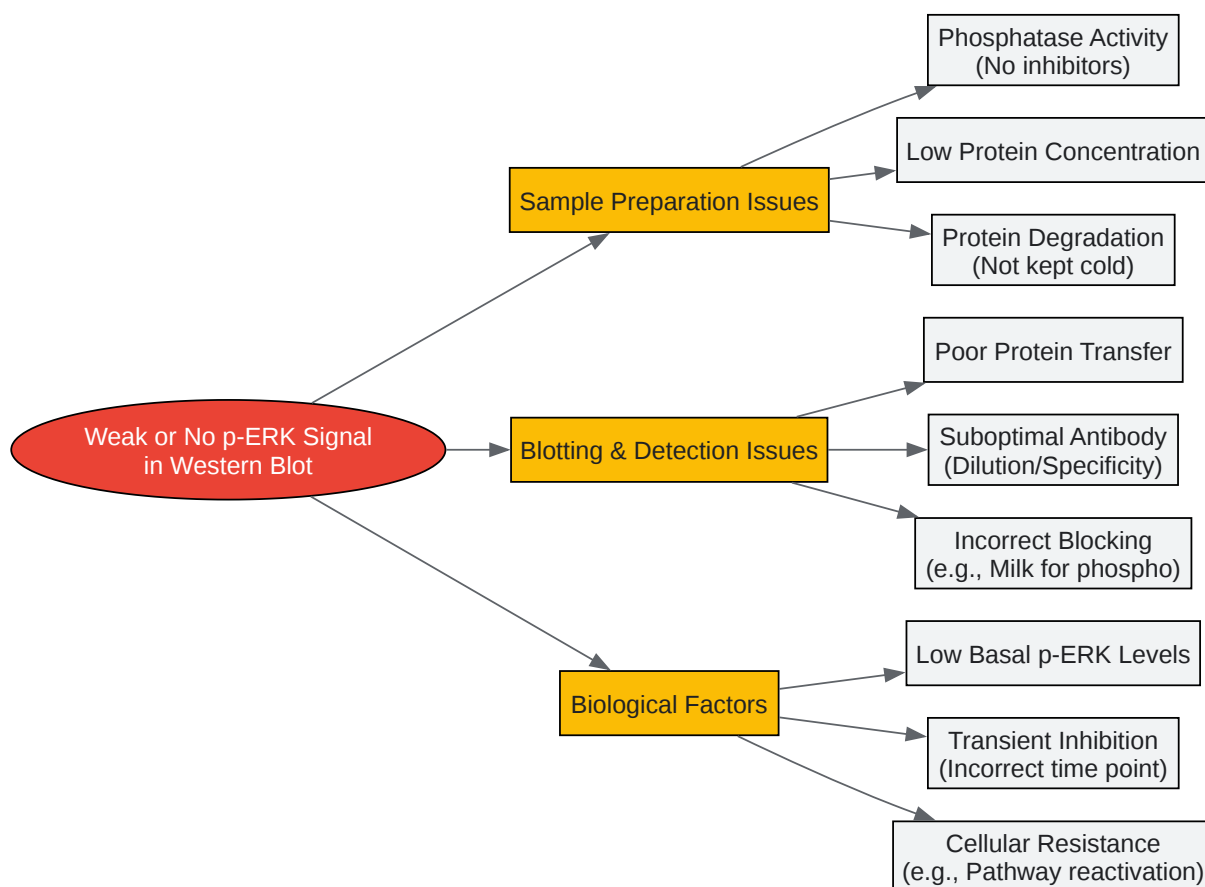 Weak or No p-ERK Signal
in Western Blot
Sample Preparation Issues
Phosphatase Activity
(No inhibitors)
Low Protein Concentration
Protein Degradation
(Not kept cold)
Blotting & Detection Issues
Poor Protein Transfer
Suboptimal Antibody
(Dilution/Specificity)
Incorrect Blocking
(e.g., Milk for phospho)
Biological Factors
Low Basal p-ERK Levels
Transient Inhibition
(Incorrect time point)
Cellular Resistance
(e.g., Pathway reactivation)